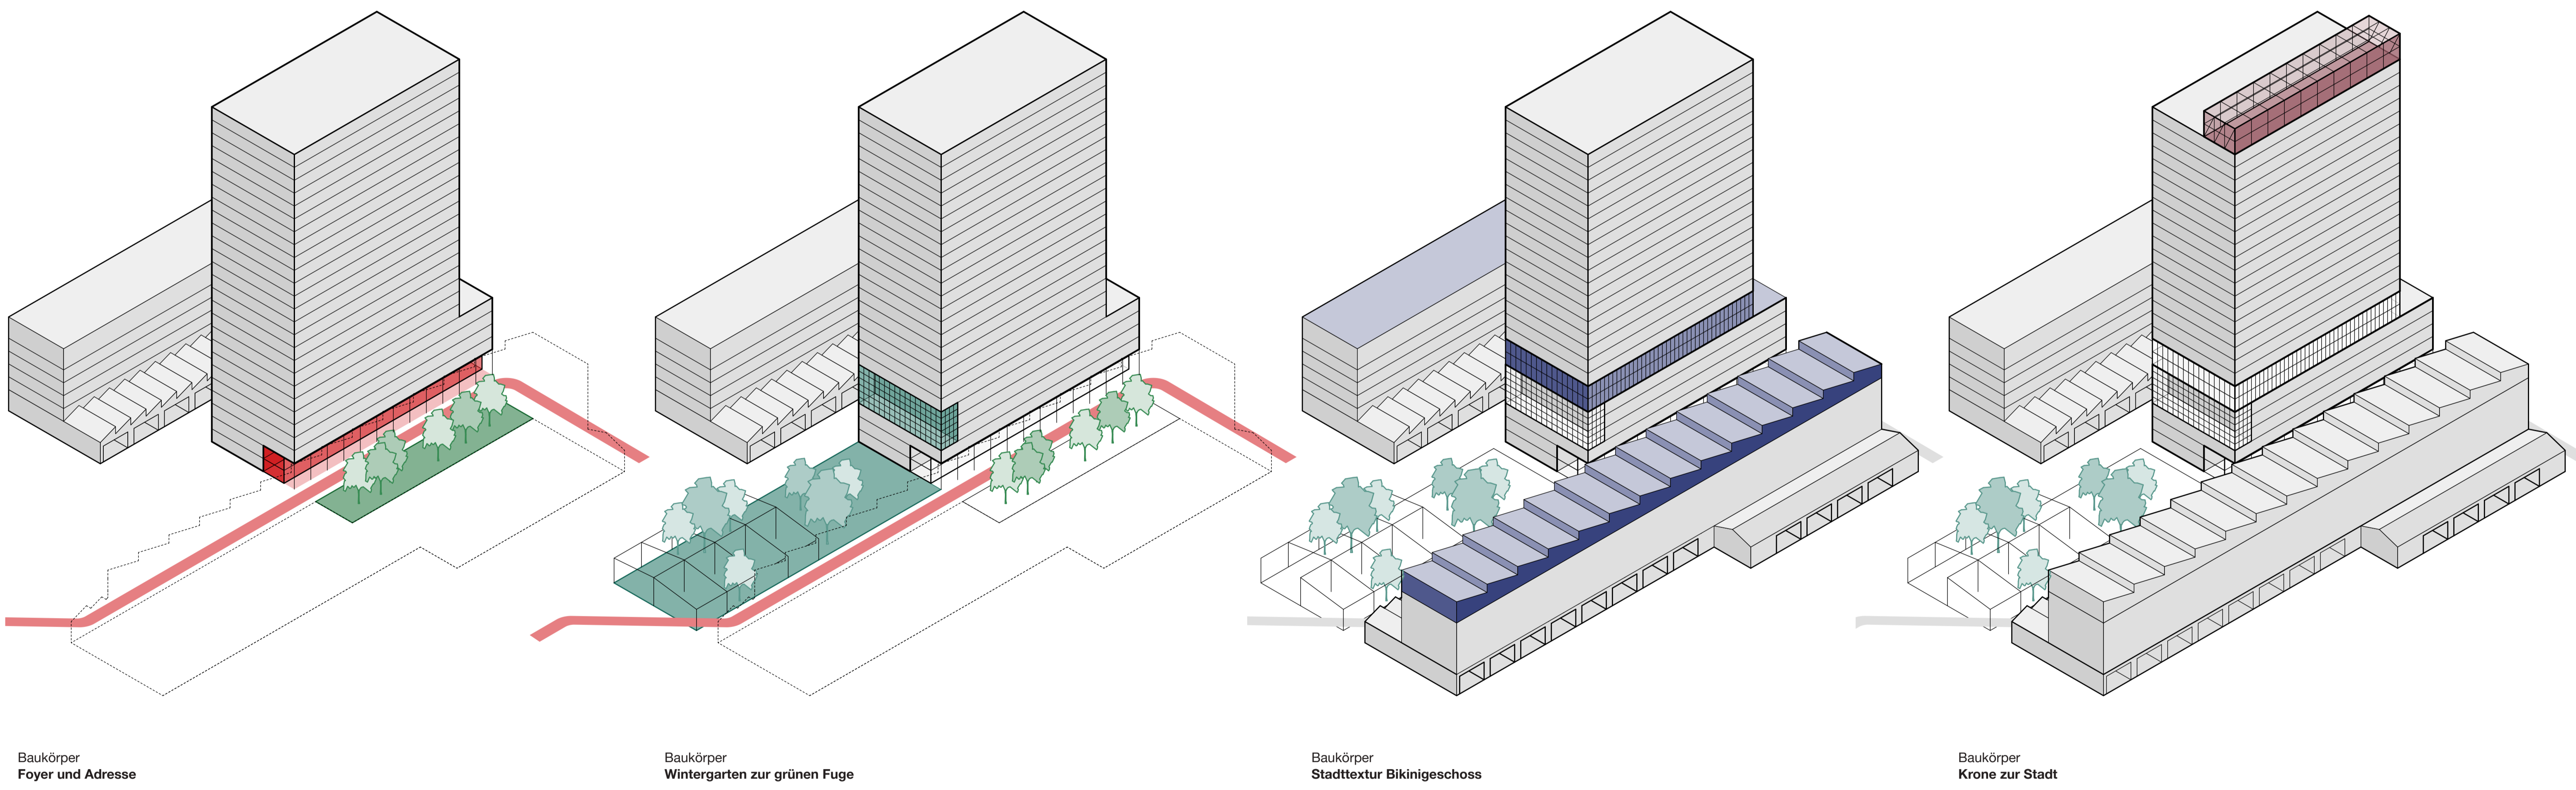 Baukörper
Foyer und Adresse
Baukörper
Wintergarten zur grünen Fuge
Baukörper
Stadttextur Bikinigeschoss
Baukörper
Krone zur Stadt